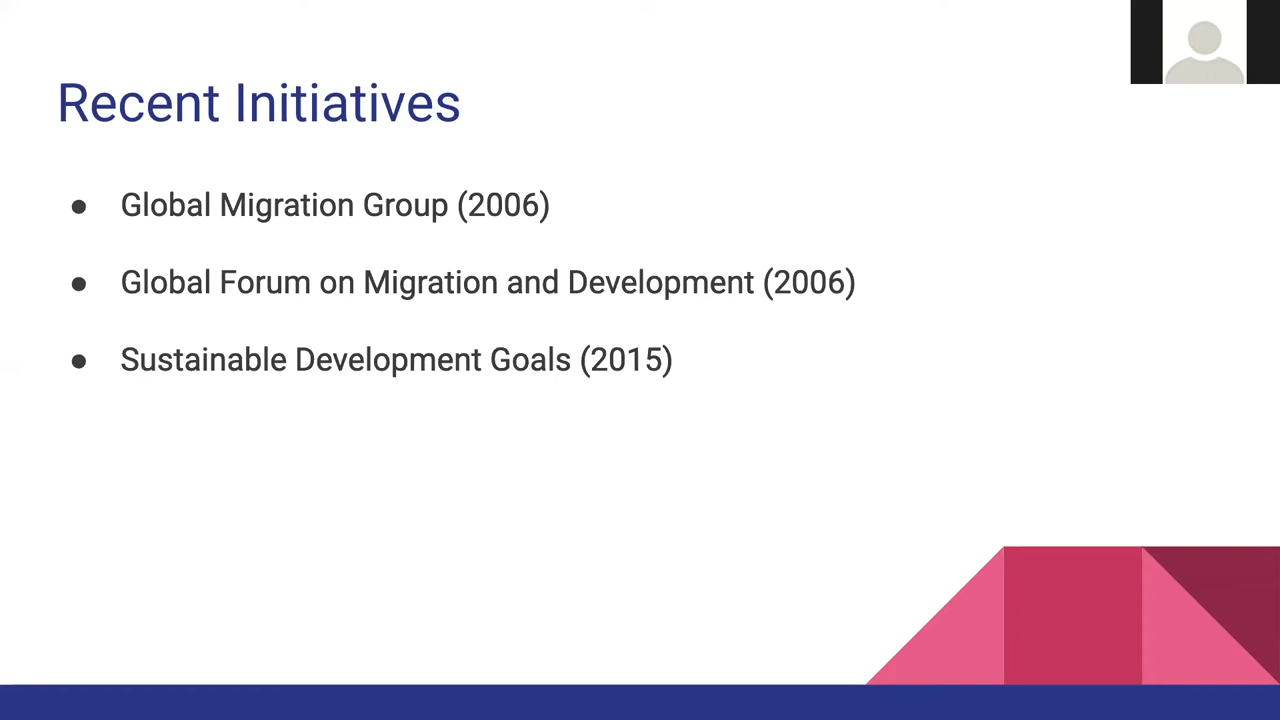 Recent Initiatives
● Global Migration Group (2006)
● Global Forum on Migration and Development (2006)
● Sustainable Development Goals (2015)